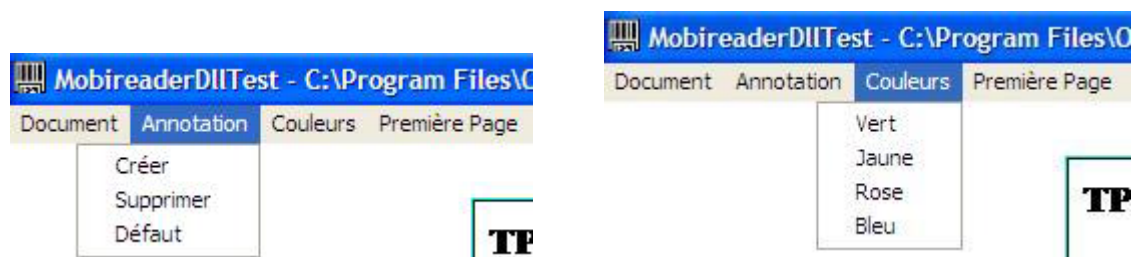 MobireaderDllTest - C:\Program Files\O
Document Annotation Couleurs Première Page
Créer
Supprimer
Défaut
TP
MobireaderDllTest - C:\Program Files\O
Document Annotation Couleurs Première Page
Vert
Jaune
Rose
Bleu
TP